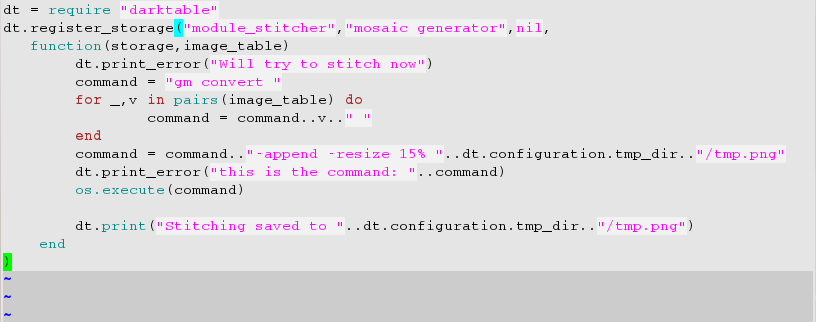 dt = require "darktable"
dt.register_storage("module_stitcher","mosaic generator",nil,
   function(storage,image_table)
        dt.print_error("Will try to stitch now")
        command = "gm convert "
        for _,v in pairs(image_table) do
                command = command..v.." "
        end
        command = command.."-append -resize 15% "..dt.configuration.tmp_dir.."/tmp.png"
        dt.print_error("this is the command: "..command)
        os.execute(command)

        dt.print("Stitching saved to "..dt.configuration.tmp_dir.."/tmp.png")
    end
)
~
~
~